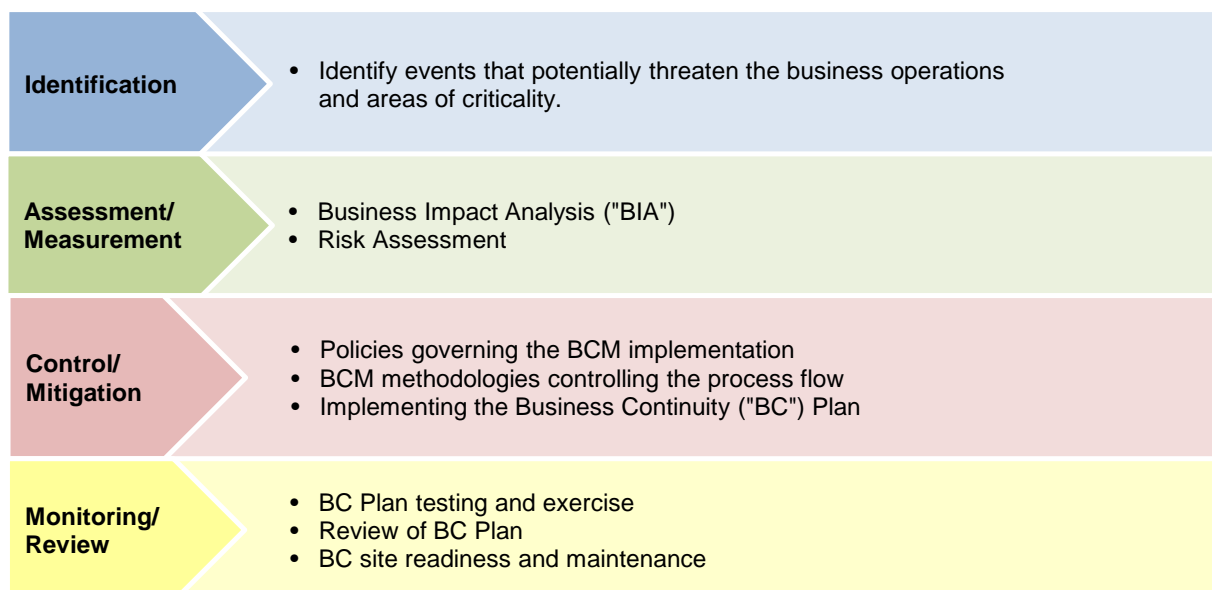 Identification
• Identify events that potentially threaten the business operations
and areas of criticality.
Assessment/
Measurement
• Business Impact Analysis ("BIA")
• Risk Assessment
Control/
Mitigation
• Policies governing the BCM implementation
• BCM methodologies controlling the process flow
• Implementing the Business Continuity ("BC") Plan
Monitoring/
Review
• BC Plan testing and exercise
• Review of BC Plan
• BC site readiness and maintenance